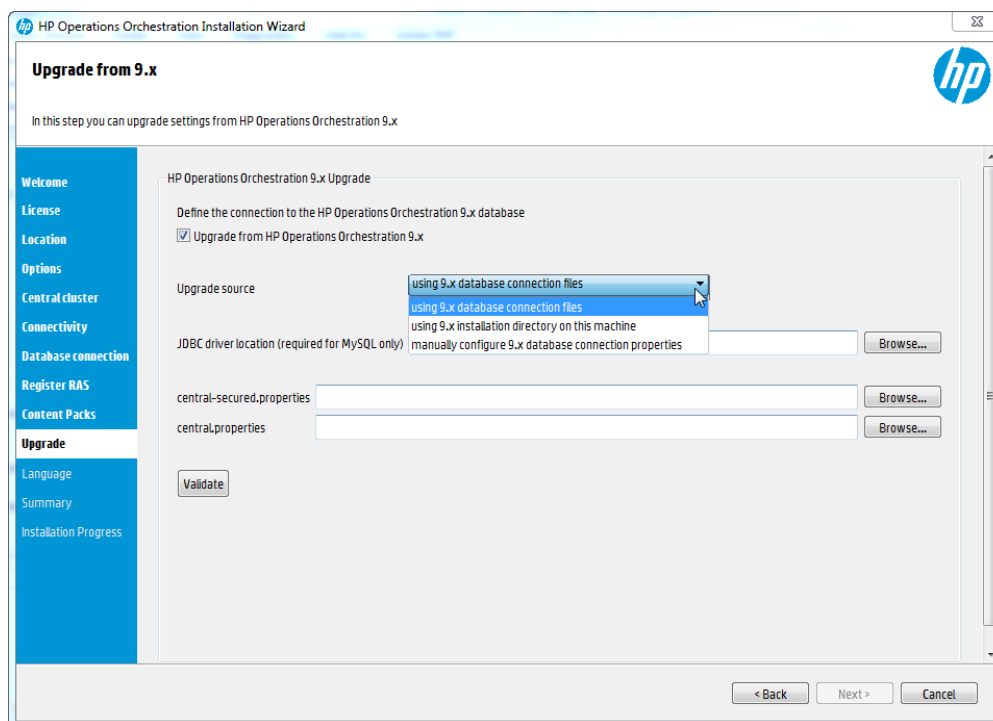 HP Operations Orchestration Installation Wizard
Upgrade from 9.x
hp
In this step you can upgrade settings from HP Operations Orchestration 9.x
Welcome
License
Location
Options
Central cluster
Connectivity
Database connection
Register RAS
Content Packs
Upgrade
Language
Summary
Installation Progress
HP Operations Orchestration 9.x Upgrade
Define the connection to the HP Operations Orchestration 9.x database
Upgrade from HP Operations Orchestration 9.x
Upgrade source
using 9.x database connection files
using 9.x database connection files
using 9.x installation directory on this machine
manually configure 9.x database connection properties
JDBC driver location (required for MySQL only)
Browse...
central-secured.properties
Browse...
central.properties
Browse...
Validate
< Back
Next >
Cancel